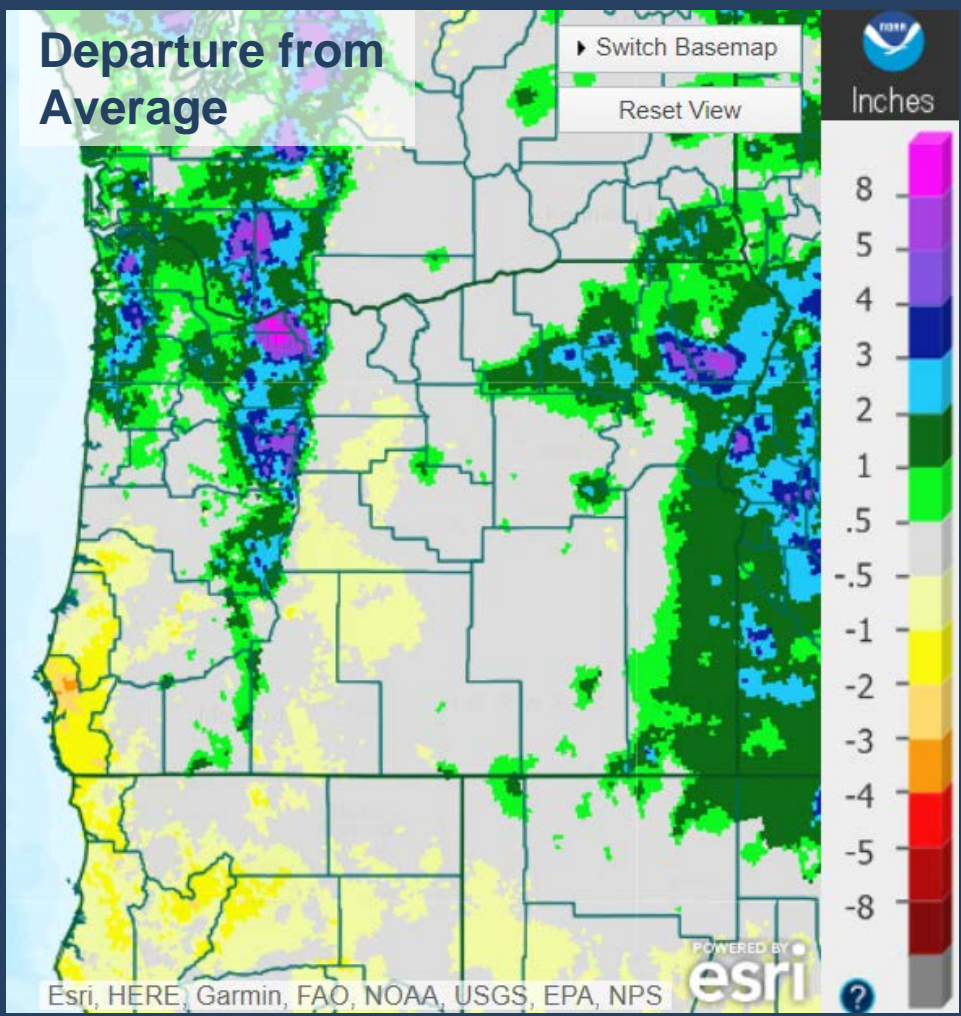 Departure from
Average
Switch Basemap
Reset View
Inches
8
5
4
3
2
1
.5
-.5
-1
-2
-3
-4
-5
-8
POWERED BY
esri
Esri, HERE, Garmin, FAO, NOAA, USGS, EPA, NPS
?